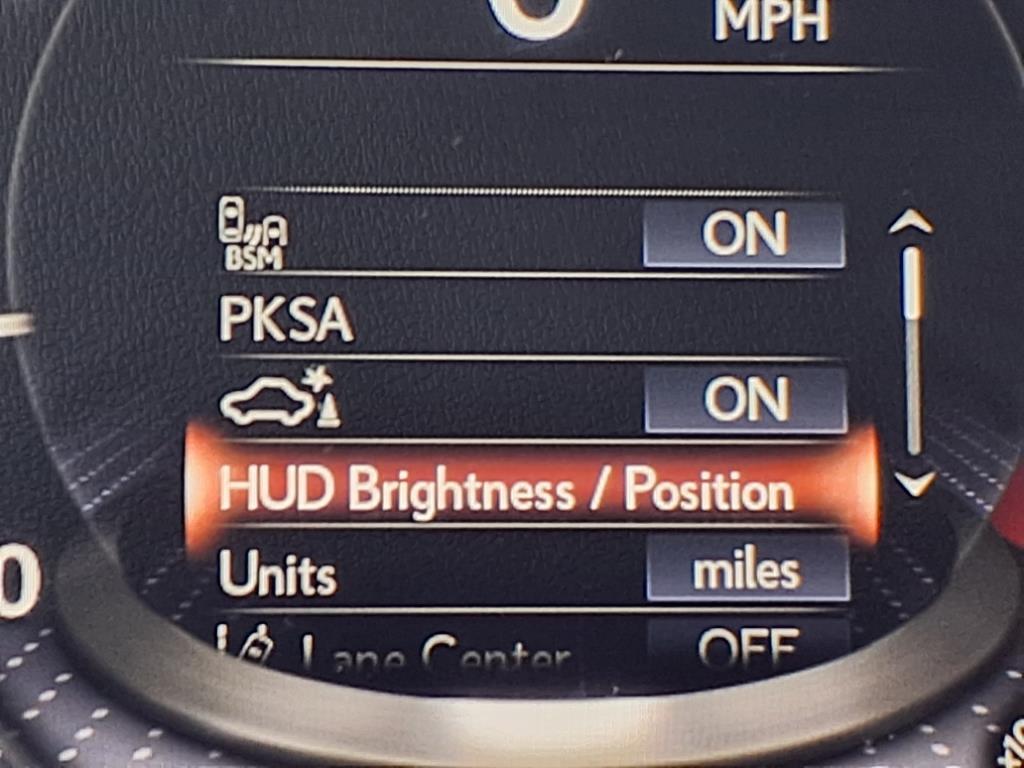 MPH
BSM ON
PKSA
ON
HUD Brightness / Position
Units miles
Lane Center OFF